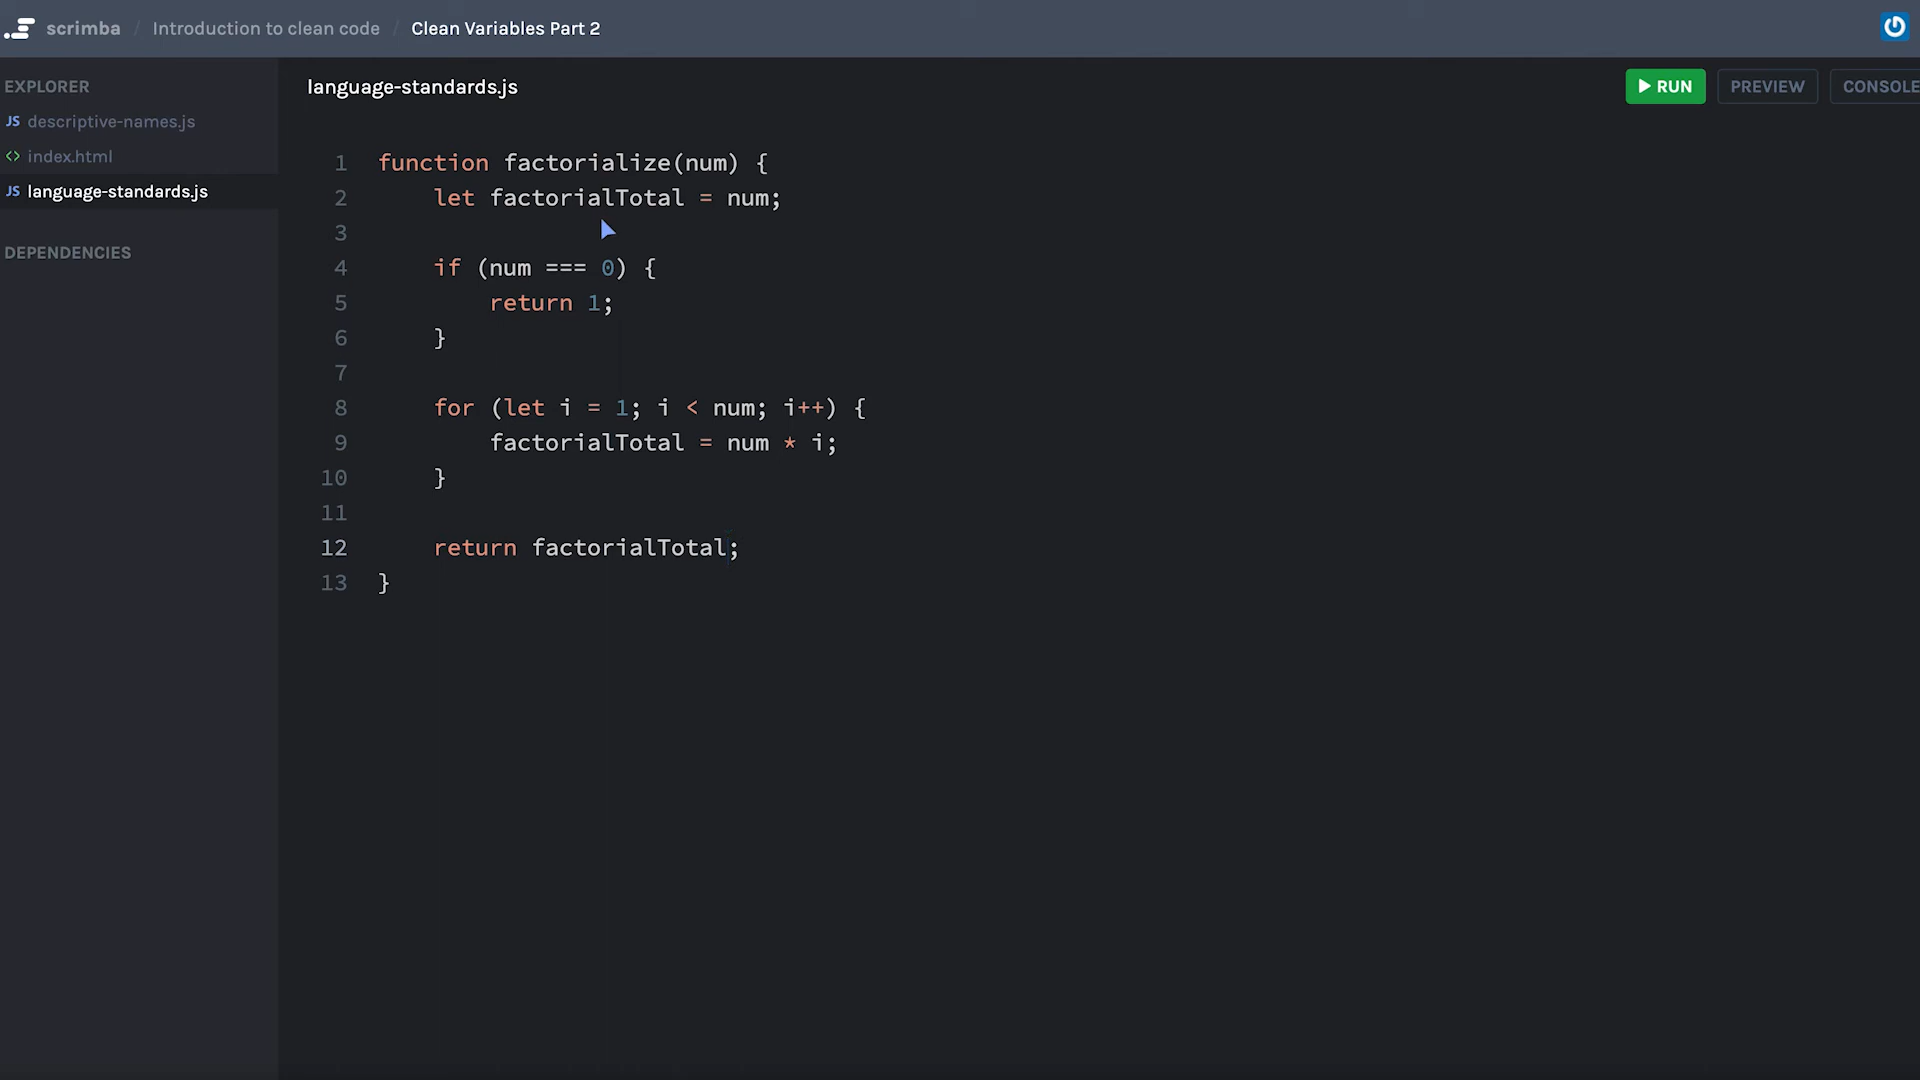 scrimba / Introduction to clean code / Clean Variables Part 2
EXPLORER
JS descriptive-names.js
<> index.html
JS language-standards.js
DEPENDENCIES
language-standards.js
RUN
PREVIEW
CONSOLE
1 function factorialize(num) {
2     let factorialTotal = num;
3
4     if (num === 0) {
5         return 1;
6     }
7
8     for (let i = 1; i < num; i++) {
9         factorialTotal = num * i;
10     }
11
12     return factorialTotal;
13 }